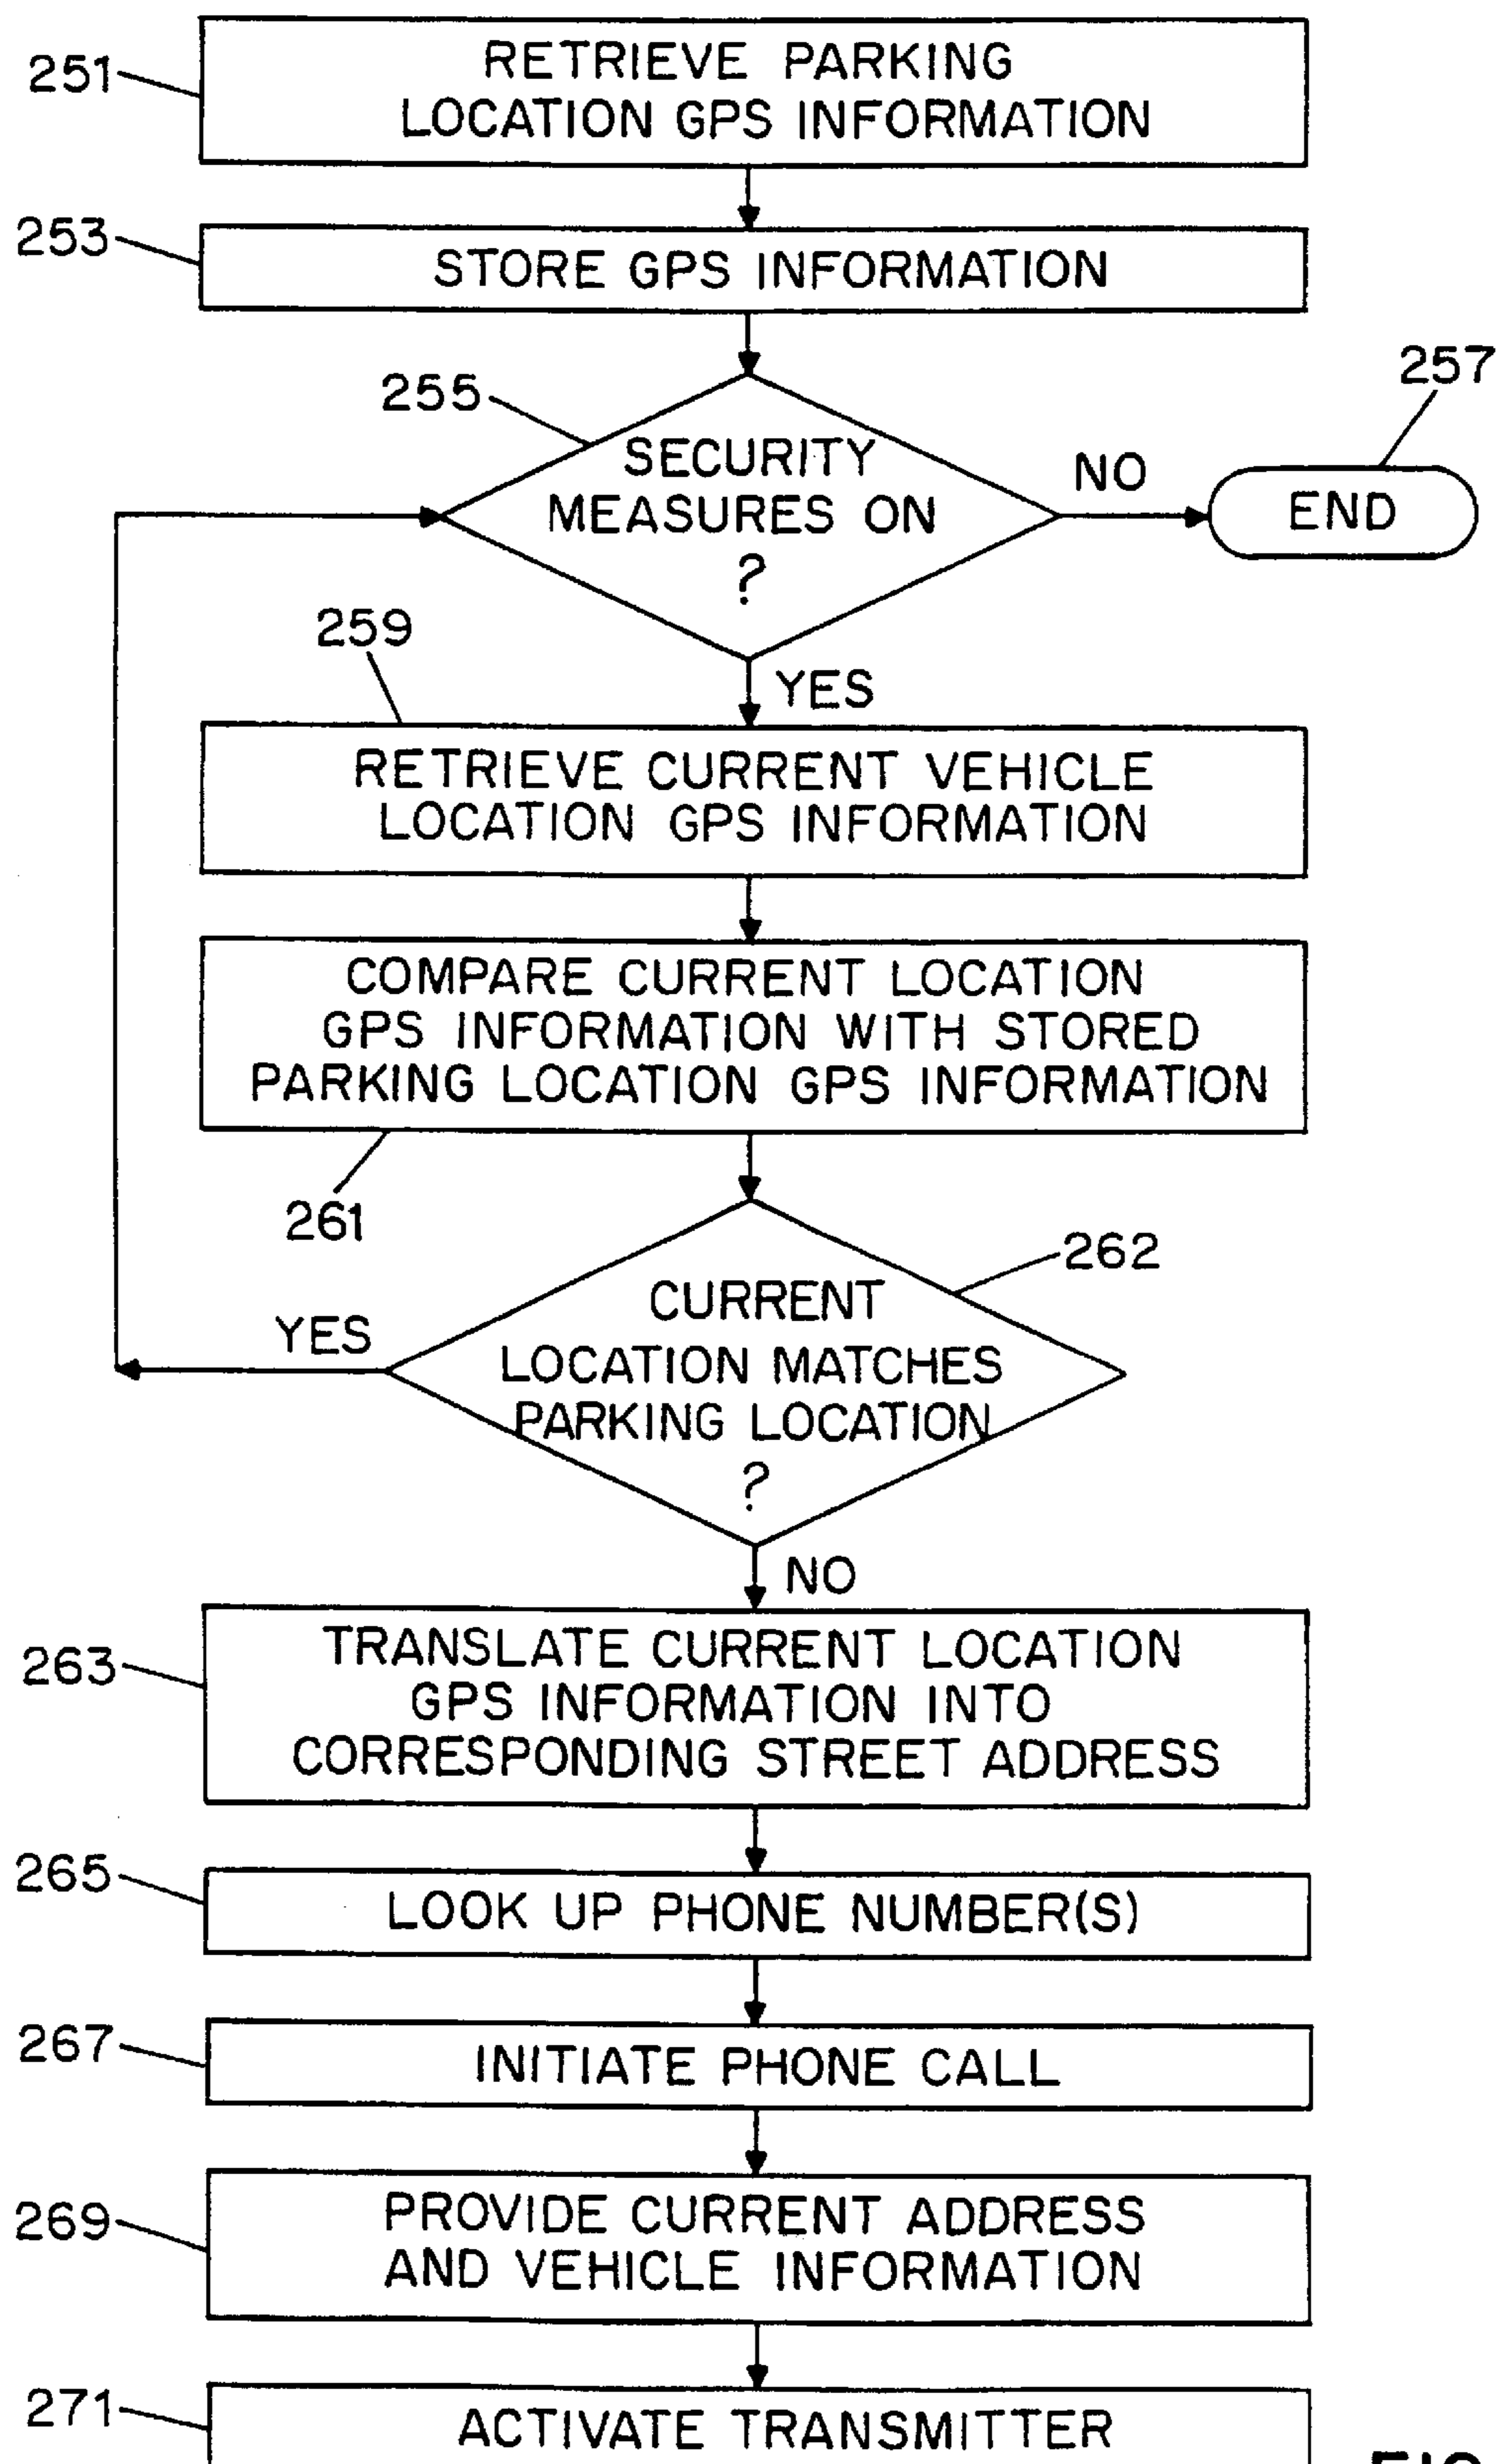 251
RETRIEVE PARKING
LOCATION GPS INFORMATION
253
STORE GPS INFORMATION
255
SECURITY
MEASURES ON
?
NO
257
END
YES
259
RETRIEVE CURRENT VEHICLE
LOCATION GPS INFORMATION
COMPARE CURRENT LOCATION
GPS INFORMATION WITH STORED
PARKING LOCATION GPS INFORMATION
261
262
CURRENT
LOCATION MATCHES
PARKING LOCATION
?
YES
NO
263
TRANSLATE CURRENT LOCATION
GPS INFORMATION INTO
CORRESPONDING STREET ADDRESS
265
LOOK UP PHONE NUMBER(S)
267
INITIATE PHONE CALL
269
PROVIDE CURRENT ADDRESS
AND VEHICLE INFORMATION
271
ACTIVATE TRANSMITTER